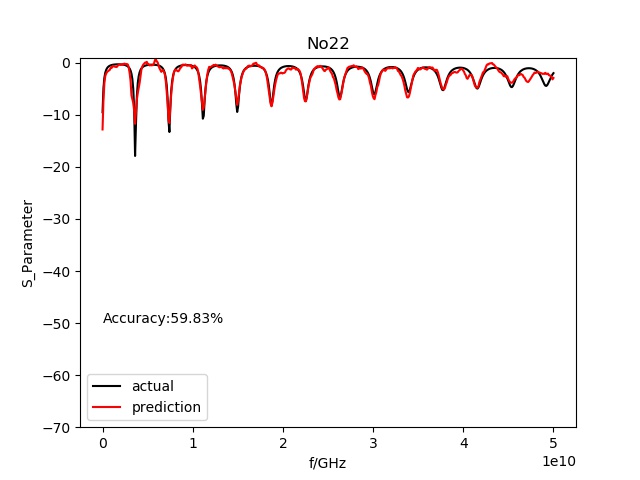 No22
0
−10
−20
−30
−40
−50
−60
−70
S_Parameter
Accuracy:59.83%
actual
prediction
0
1
2
3
4
5
1e10
f/GHz